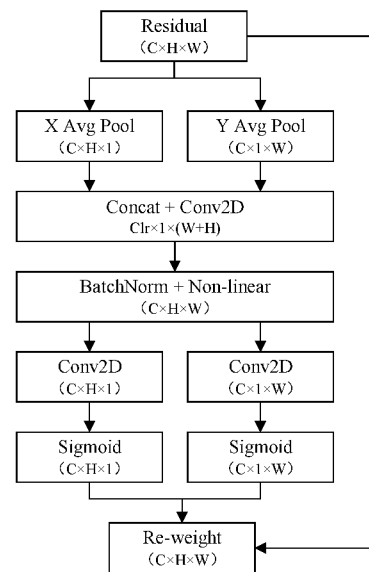 Residual
(C×H×W)
X Avg Pool
(C×H×1)
Y Avg Pool
(C×1×W)
Concat + Conv2D
Clr×1×(W+H)
BatchNorm + Non-linear
(C×H×W)
Conv2D
(C×H×1)
Conv2D
(C×1×W)
Sigmoid
(C×H×1)
Sigmoid
(C×1×W)
Re-weight
(C×H×W)